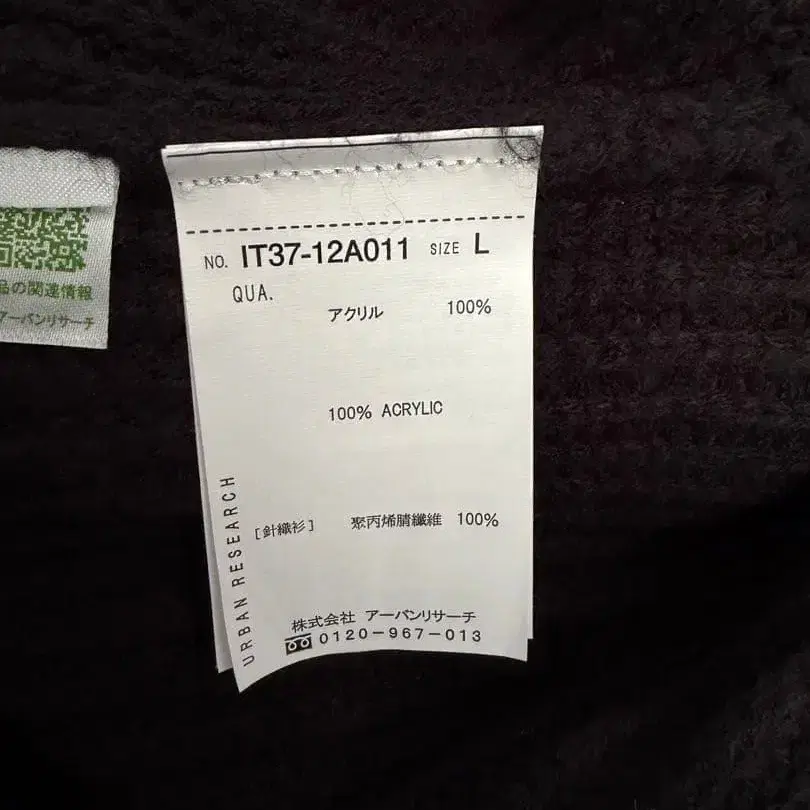 NO. IT37-12A011 SIZE L
QUA.
アクリル 100%
100% ACRYLIC
[針織衫] 聚丙烯腈纖維 100%
株式会社 アーバンリサーチ
0120-967-013
URBAN RESEARCH
品の関連情報
アーバンリサーチ